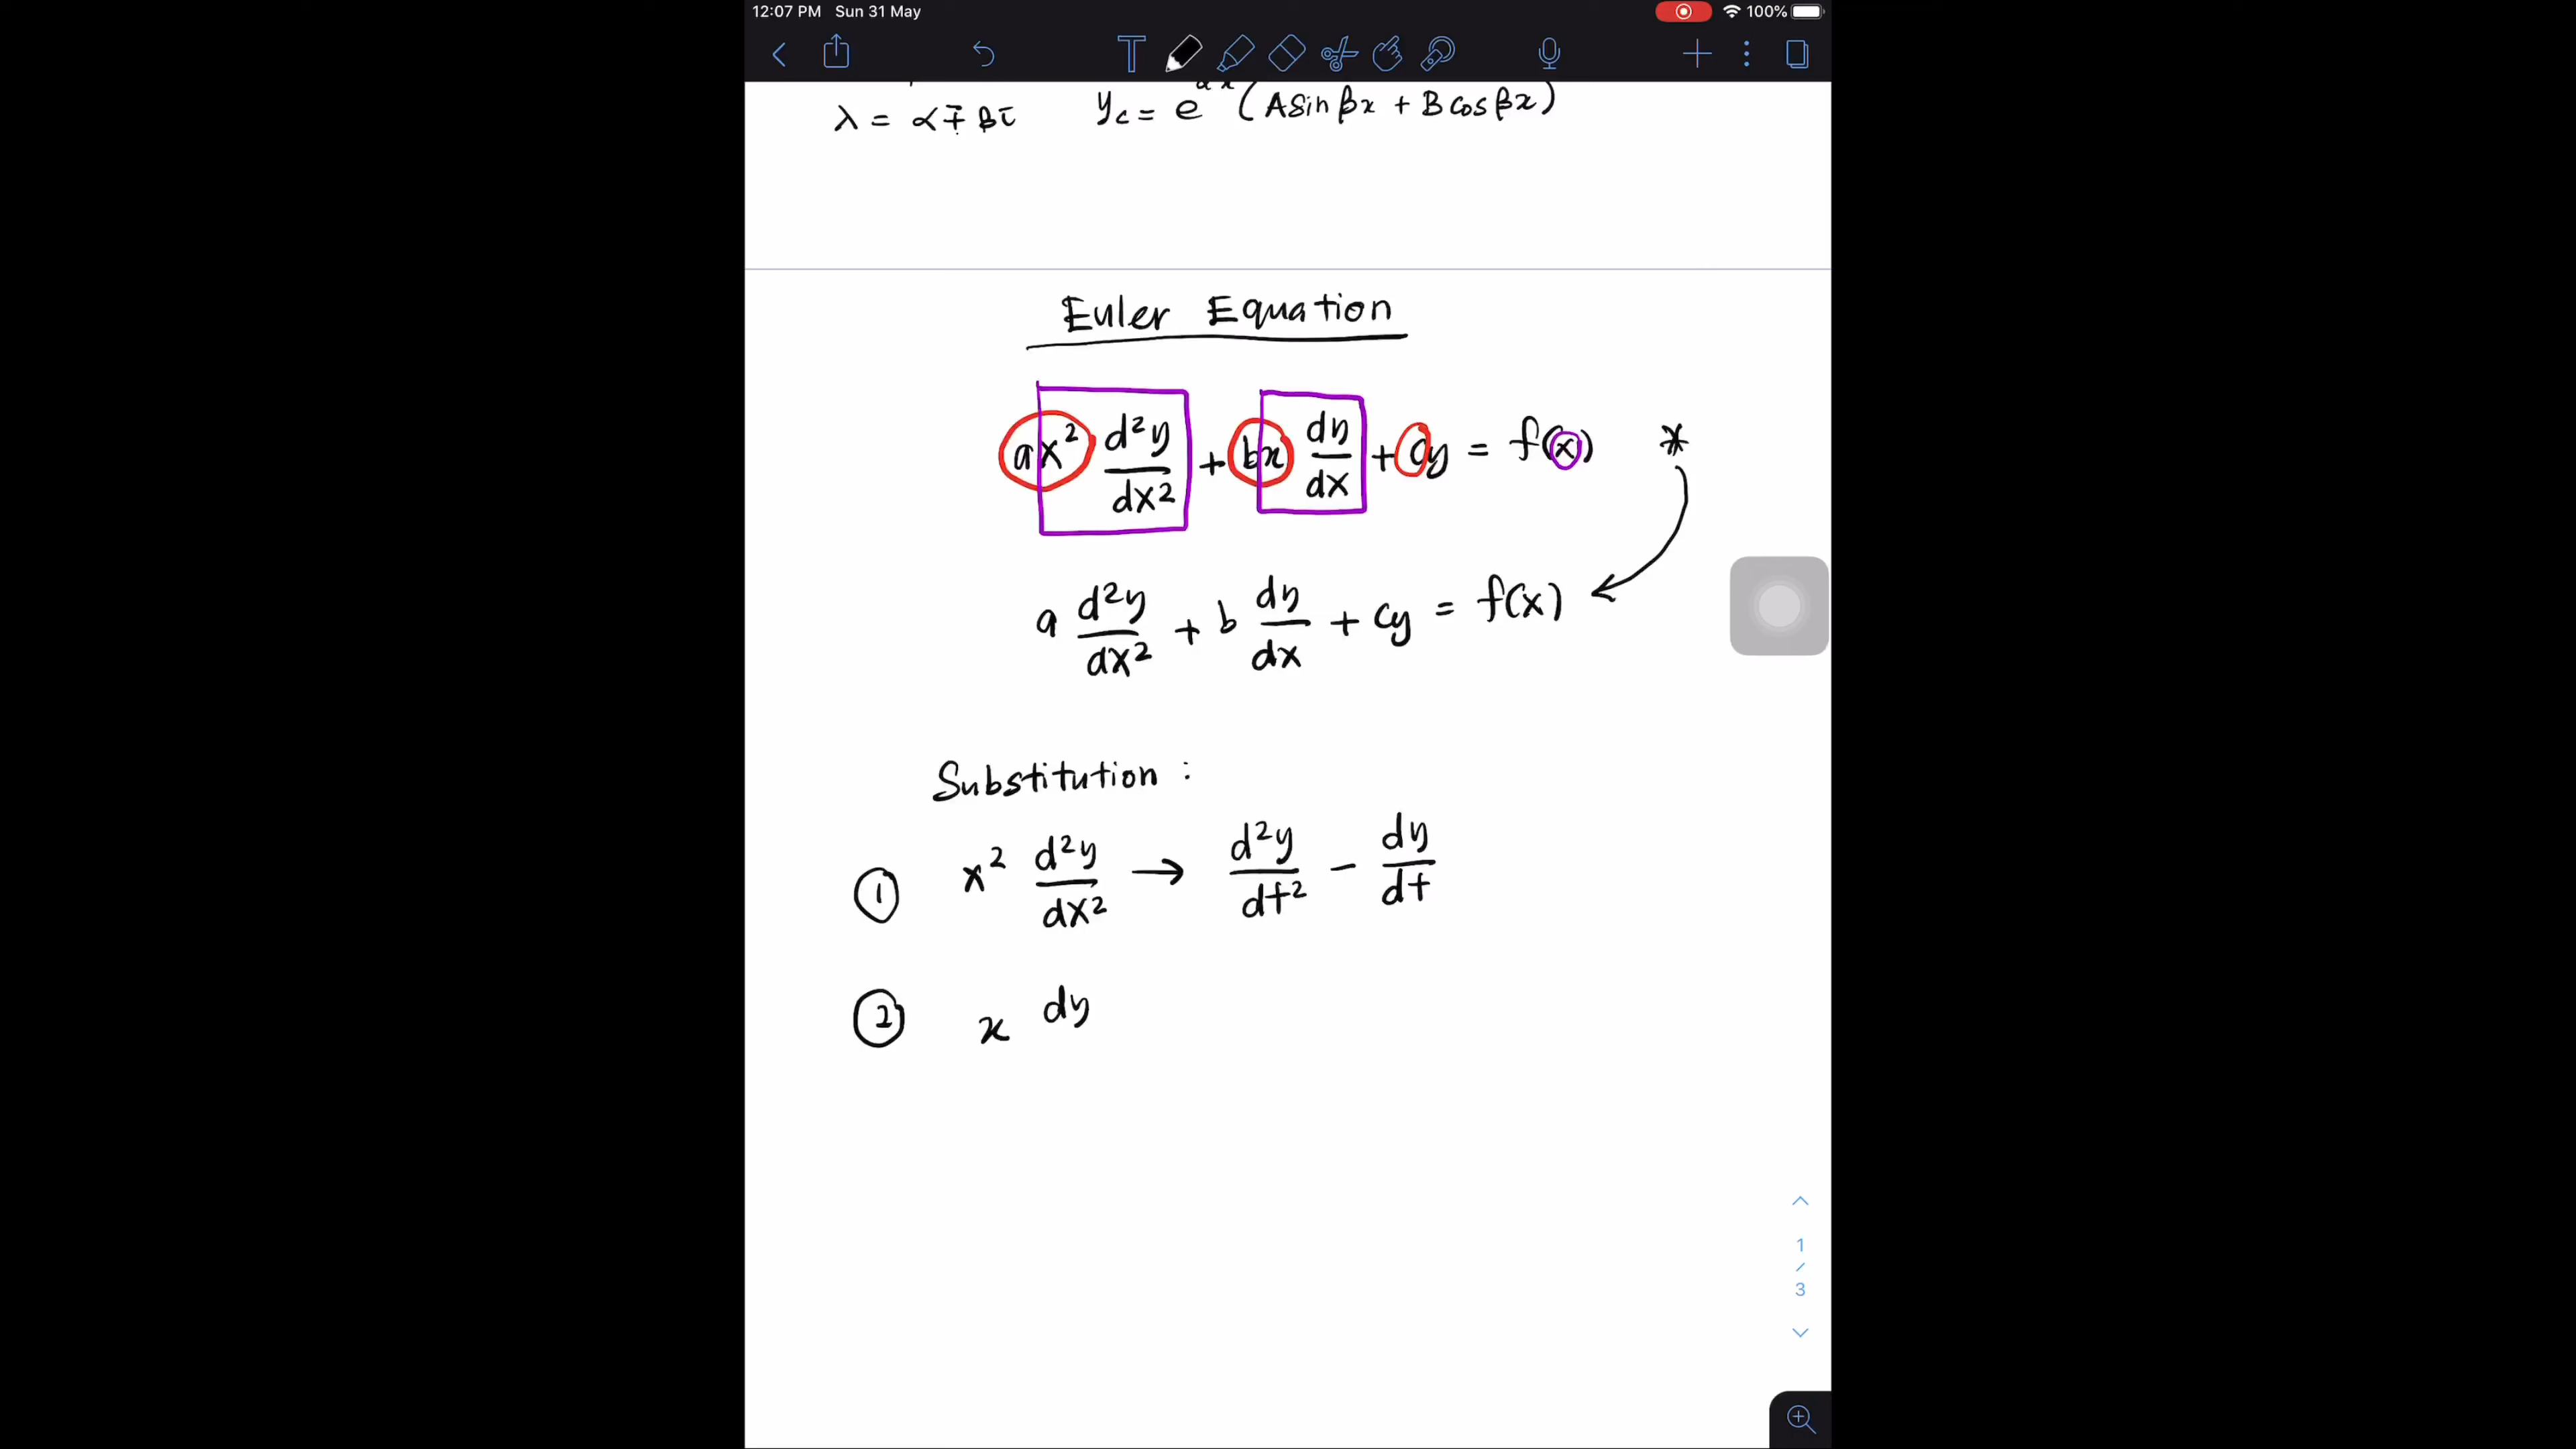 12:07 PM Sun 31 May 100%
λ = α ∓ βi y_c = e^{αx} (A sin βx + B cos βx)
Euler Equation
ax² d²y/dx² + bx dy/dx + cy = f(x) *
a d²y/dx² + b dy/dx + cy = f(x)
Substitution :
① x² d²y/dx² → d²y/dt² - dy/dt
② x dy
1
/
3